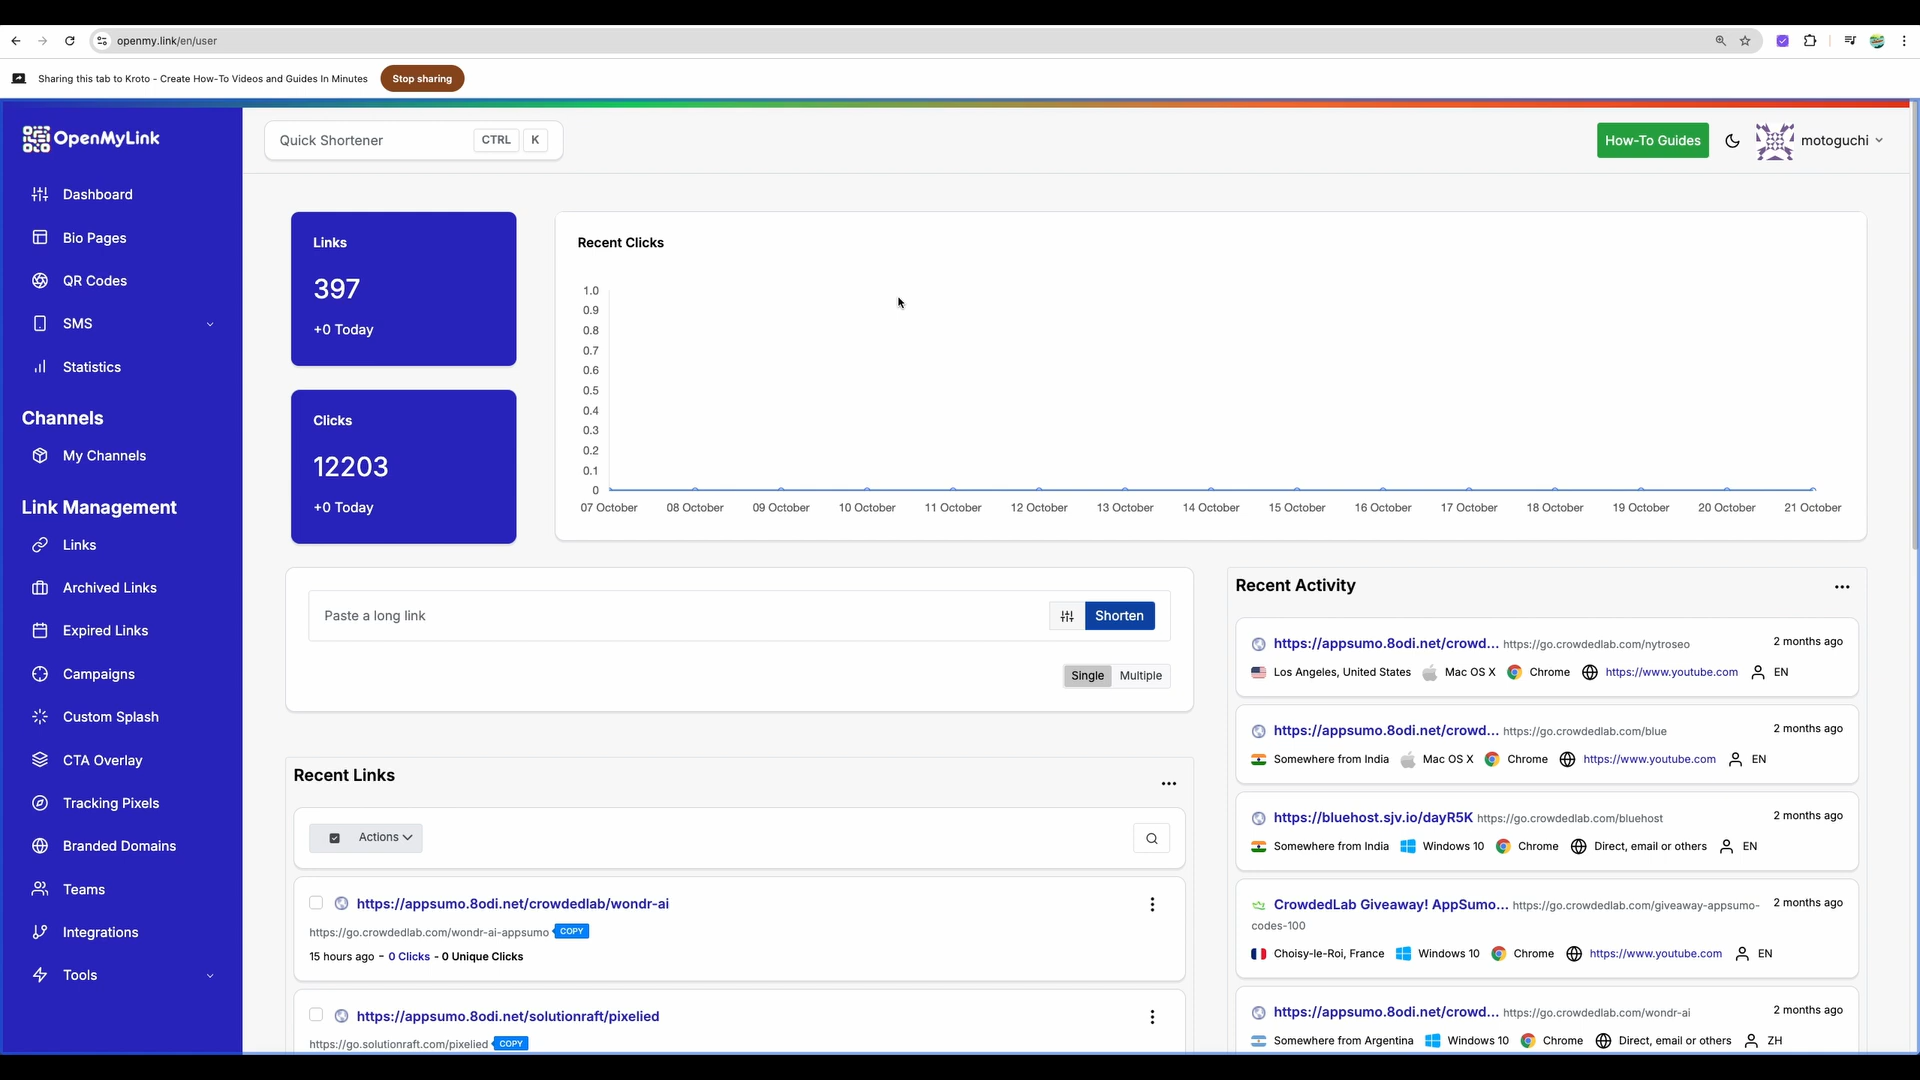 openmy.link/en/user
Sharing this tab to Kroto - Create How-To Videos and Guides In Minutes
Stop sharing
OpenMyLink
Quick Shortener
CTRL
K
How-To Guides
motoguchi
Dashboard
Bio Pages
QR Codes
SMS
Statistics
Channels
My Channels
Link Management
Links
Archived Links
Expired Links
Campaigns
Custom Splash
CTA Overlay
Tracking Pixels
Branded Domains
Teams
Integrations
Tools
Links
397
+0 Today
Clicks
12203
+0 Today
Recent Clicks
1.0
0.9
0.8
0.7
0.6
0.5
0.4
0.3
0.2
0.1
0
07 October 08 October 09 October 10 October 11 October 12 October 13 October 14 October 15 October 16 October 17 October 18 October 19 October 20 October 21 October
Paste a long link
Shorten
Single Multiple
Recent Links
Actions
https://appsumo.8odi.net/crowdedlab/wondr-ai
https://go.crowdedlab.com/wondr-ai-appsumo COPY
15 hours ago - 0 Clicks - 0 Unique Clicks
https://appsumo.8odi.net/solutionraft/pixelied
https://go.solutionraft.com/pixelied COPY
Recent Activity
https://appsumo.8odi.net/crowd... https://go.crowdedlab.com/nytroseo 2 months ago
Los Angeles, United States Mac OS X Chrome https://www.youtube.com EN
https://appsumo.8odi.net/crowd... https://go.crowdedlab.com/blue 2 months ago
Somewhere from India Mac OS X Chrome https://www.youtube.com EN
https://bluehost.sjv.io/dayR5K https://go.crowdedlab.com/bluehost 2 months ago
Somewhere from India Windows 10 Chrome Direct, email or others EN
CrowdedLab Giveaway! AppSumo... https://go.crowdedlab.com/giveaway-appsumo- 2 months ago
codes-100
Choisy-le-Roi, France Windows 10 Chrome https://www.youtube.com EN
https://appsumo.8odi.net/crowd... https://go.crowdedlab.com/wondr-ai 2 months ago
Somewhere from Argentina Windows 10 Chrome Direct, email or others ZH